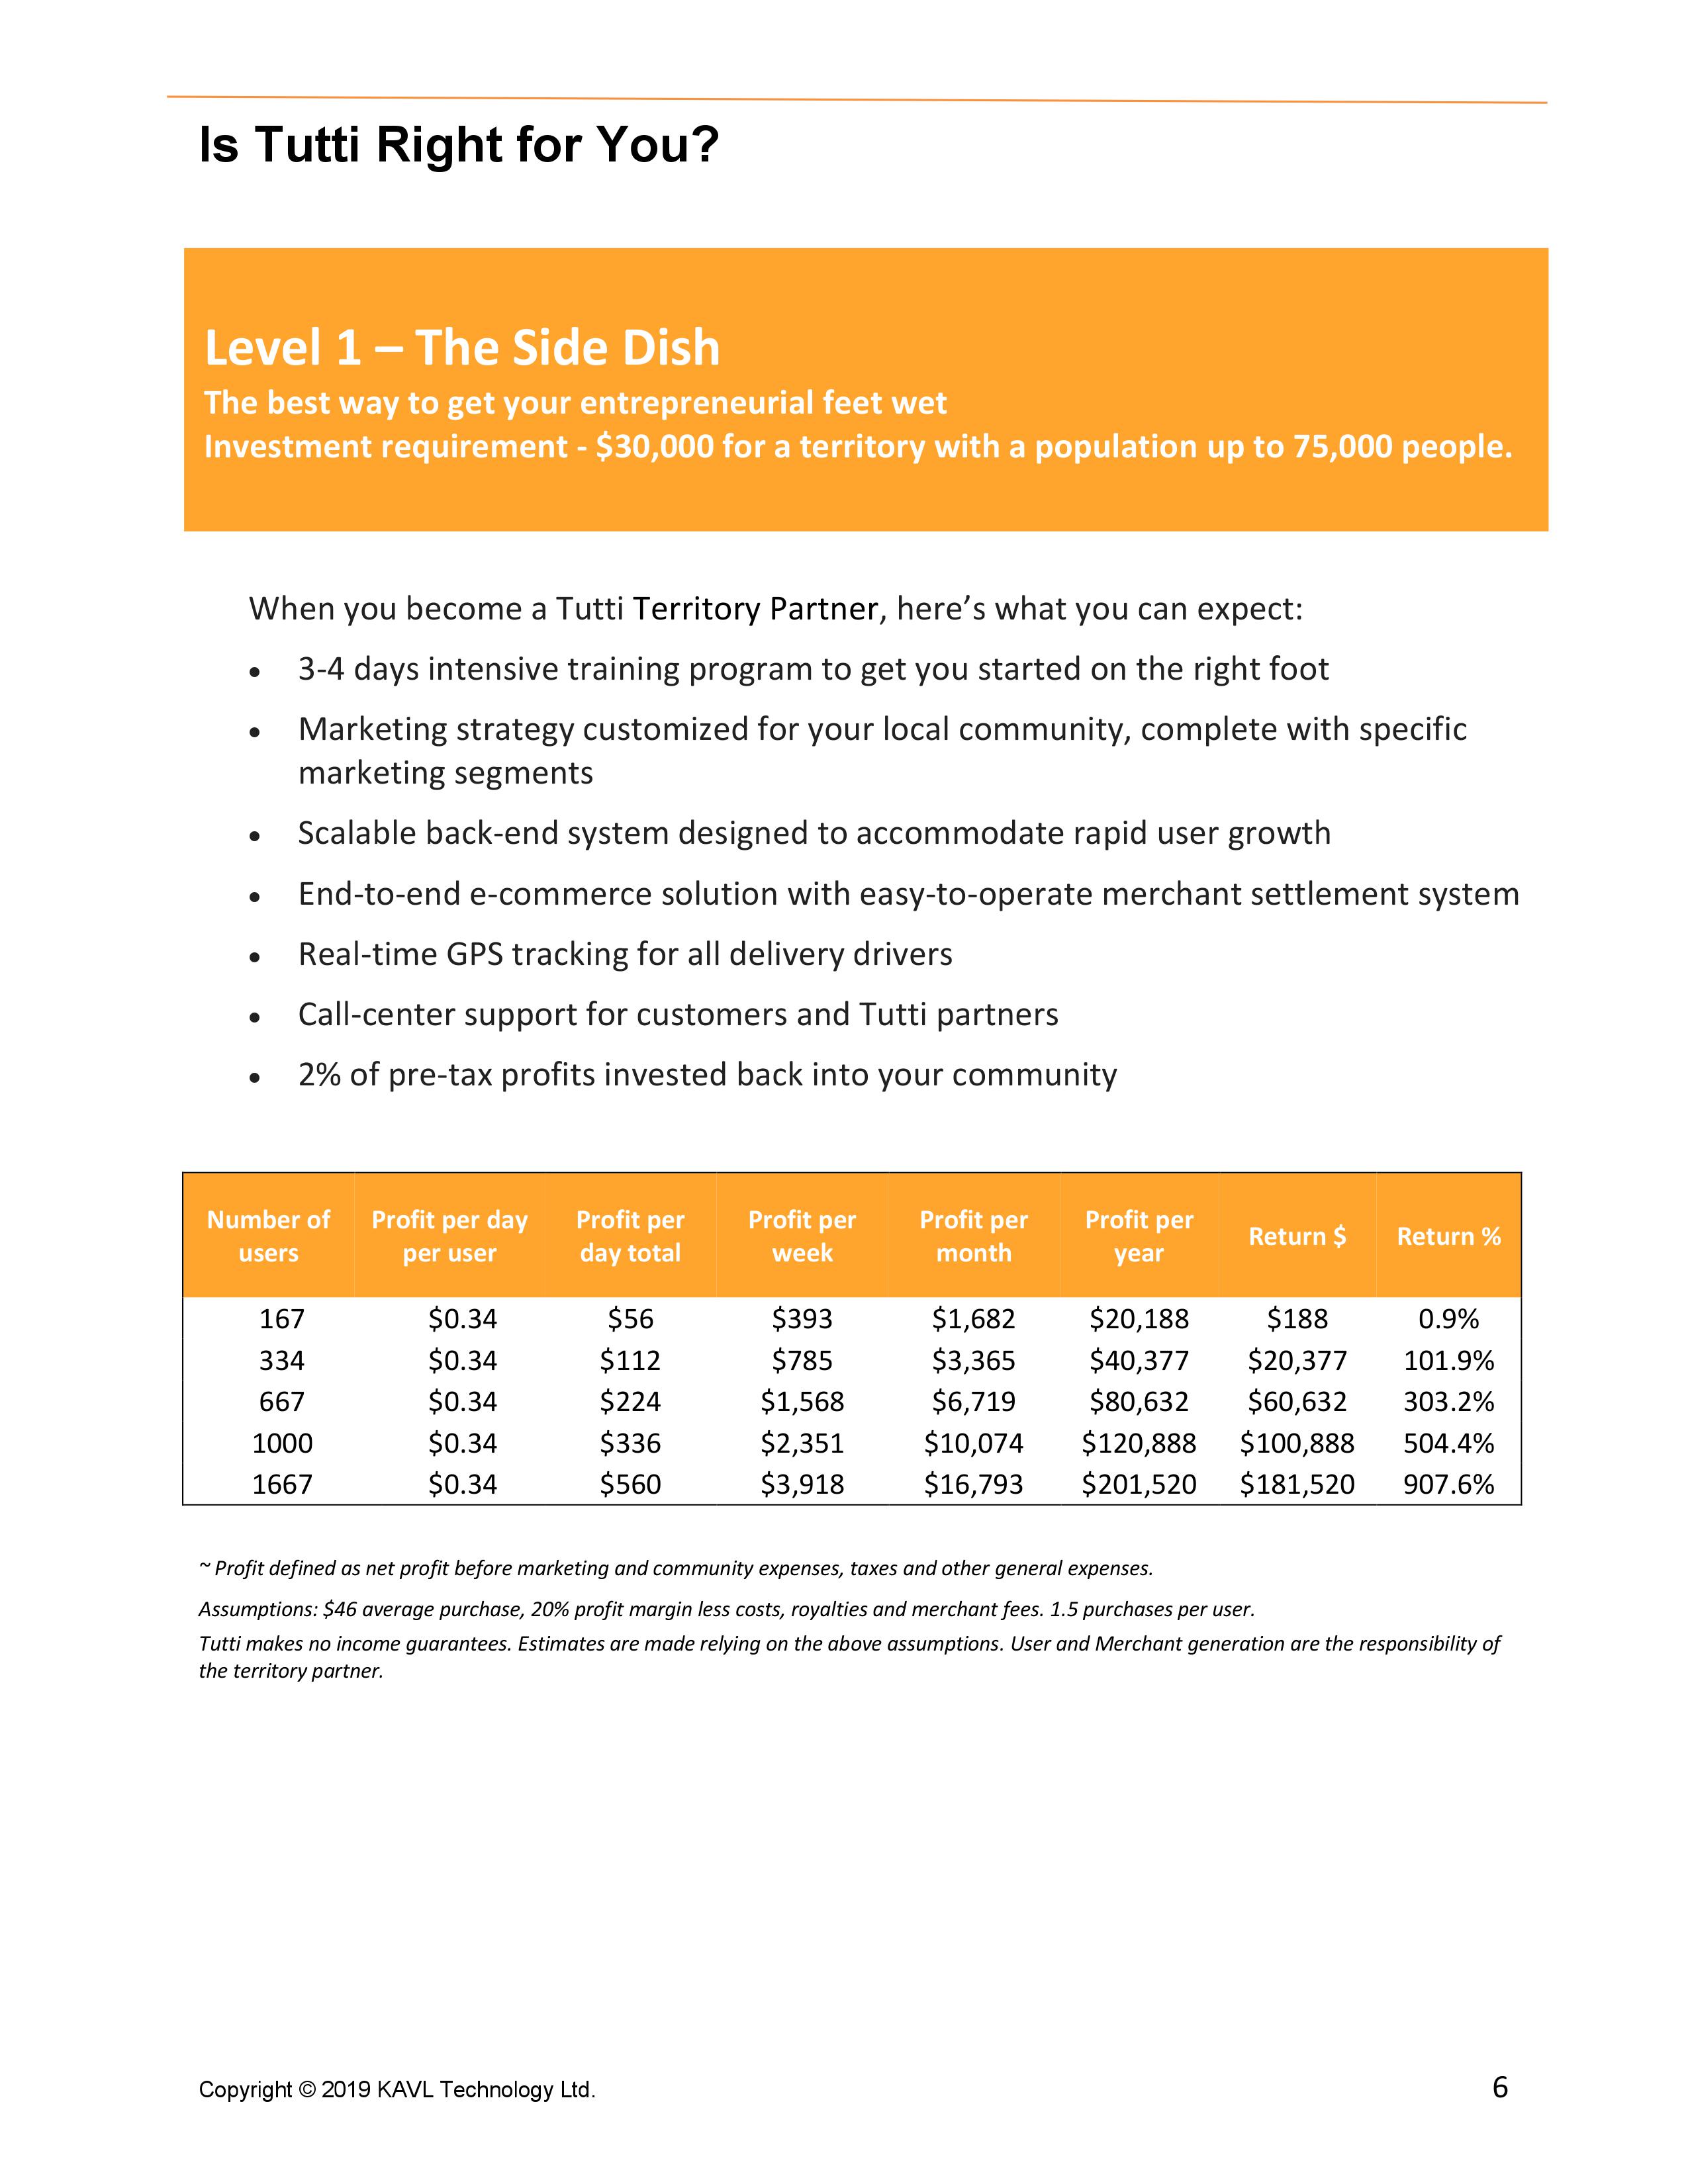 Is Tutti Right for You?
Level 1 – The Side Dish
The best way to get your entrepreneurial feet wet
Investment requirement - $30,000 for a territory with a population up to 75,000 people.
When you become a Tutti Territory Partner, here’s what you can expect:
• 3-4 days intensive training program to get you started on the right foot
• Marketing strategy customized for your local community, complete with specific
marketing segments
• Scalable back-end system designed to accommodate rapid user growth
• End-to-end e-commerce solution with easy-to-operate merchant settlement system
• Real-time GPS tracking for all delivery drivers
• Call-center support for customers and Tutti partners
• 2% of pre-tax profits invested back into your community
Number of users Profit per day per user Profit per day total Profit per week Profit per month Profit per year Return $ Return %
167 $0.34 $56 $393 $1,682 $20,188 $188 0.9%
334 $0.34 $112 $785 $3,365 $40,377 $20,377 101.9%
667 $0.34 $224 $1,568 $6,719 $80,632 $60,632 303.2%
1000 $0.34 $336 $2,351 $10,074 $120,888 $100,888 504.4%
1667 $0.34 $560 $3,918 $16,793 $201,520 $181,520 907.6%
~ Profit defined as net profit before marketing and community expenses, taxes and other general expenses.
Assumptions: $46 average purchase, 20% profit margin less costs, royalties and merchant fees. 1.5 purchases per user.
Tutti makes no income guarantees. Estimates are made relying on the above assumptions. User and Merchant generation are the responsibility of
the territory partner.
Copyright © 2019 KAVL Technology Ltd. 6